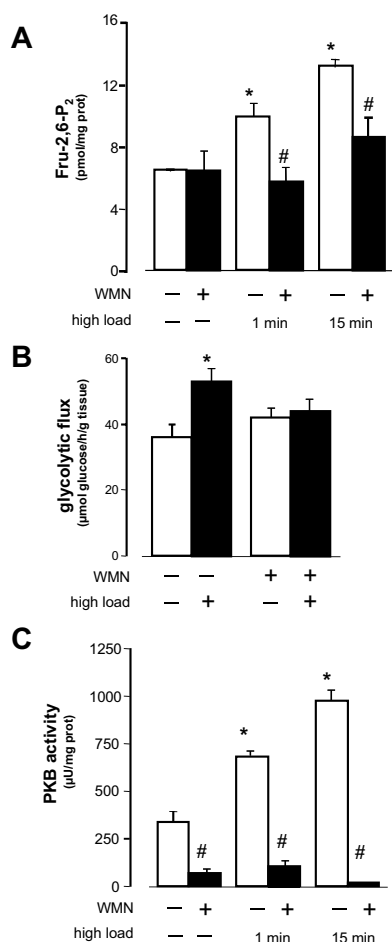 A
Fru-2,6-P2
(pmol/mg prot)
16
12
8
4
0
*
#
*
#
WMN — + — + — +
high load — — 1 min 15 min
B
glycolytic flux
(µmol glucose/h/g tissue)
60
40
20
0
*
WMN — — + +
high load — + — +
C
PKB activity
(µU/mg prot)
1250
1000
750
500
250
0
#
*
#
*
#
WMN — + — + — +
high load — — 1 min 15 min